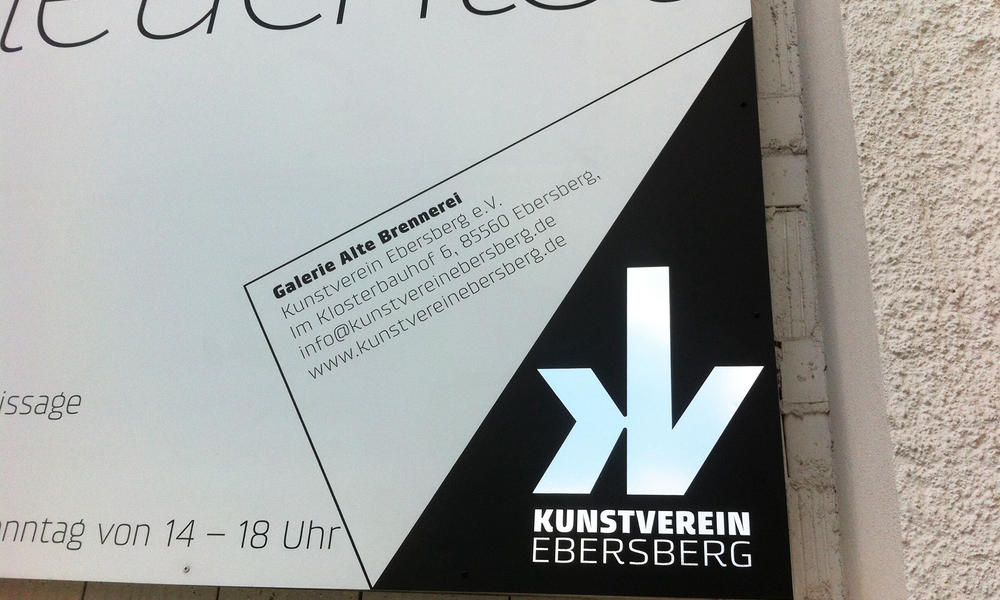 Galerie Alte Brennerei
Kunstverein Ebersberg e.V.
Im Klosterbauhof 6, 85560 Ebersberg,
info@kunstvereinebersberg.de
www.kunstvereinebersberg.de
issage
nntag von 14 – 18 Uhr
KUNSTVEREIN
EBERSBERG